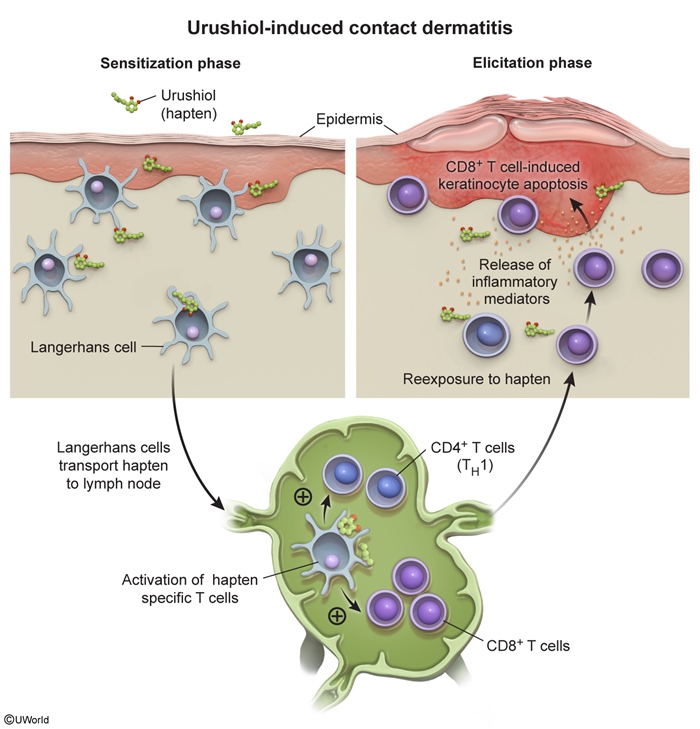 Urushiol-induced contact dermatitis
Sensitization phase
Urushiol
(hapten)
Epidermis
Langerhans cell
Elicitation phase
CD8⁺ T cell-induced
keratinocyte apoptosis
Release of
inflammatory
mediators
Reexposure to hapten
Langerhans cells
transport hapten
to lymph node
CD4⁺ T cells
(T_H1)
Activation of hapten
specific T cells
CD8⁺ T cells
©UWorld